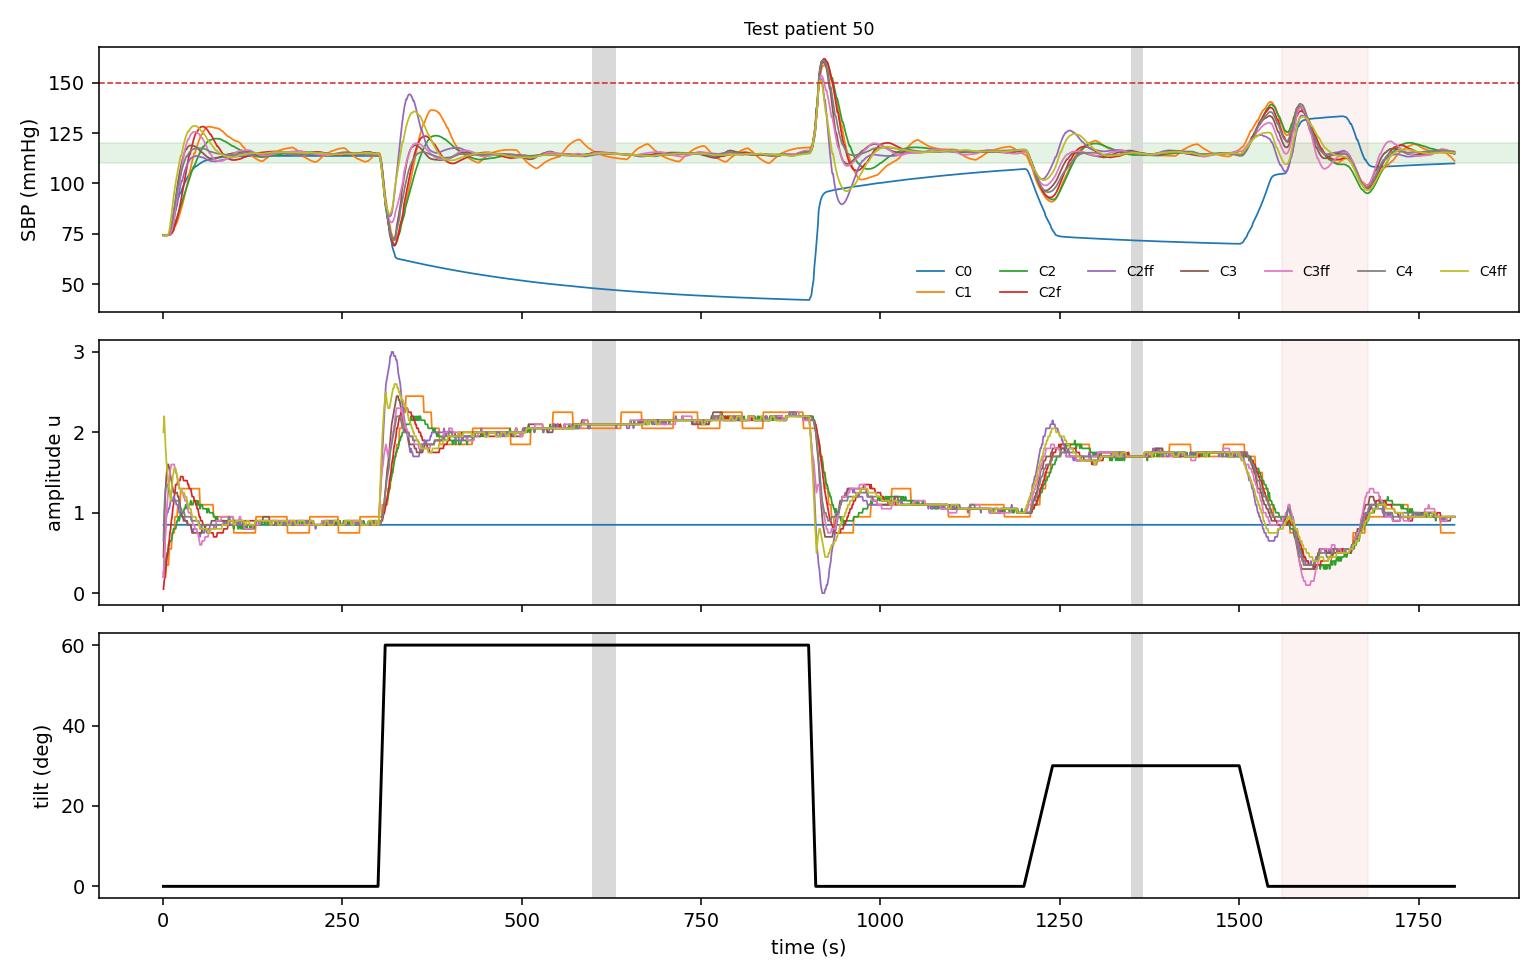 Test patient 50
150
125
100
75
50
SBP (mmHg)
C0 C2 C2ff C3 C3ff C4 C4ff
C1 C2f
3
2
1
0
amplitude u
60
40
20
0
tilt (deg)
0 250 500 750 1000 1250 1500 1750
time (s)